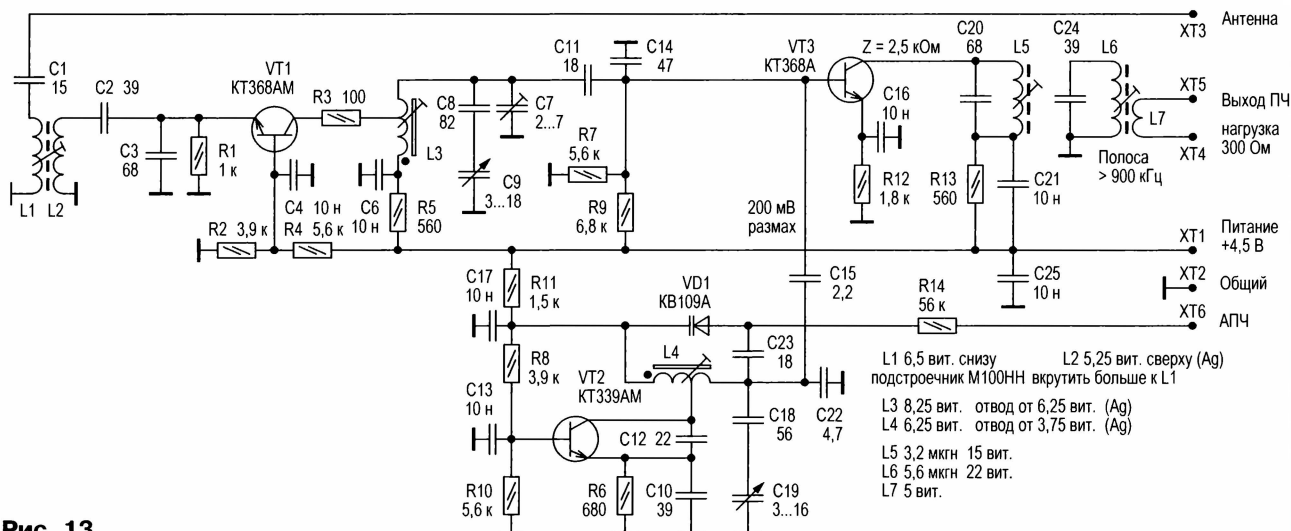 Антенна
XT3
C1
15
C2 39
VT1
КТ368АМ
R3 100
C3
68
R1
1 к
L1 L2
C4 10 н
R2 3,9 к
R4 5,6 к
C6
10 н
R5
560
L3
C8
82
C7
2...7
C9
3...18
C11
18
C14
47
R7
5,6 к
R9
6,8 к
VT3
КТ368А
Z = 2,5 кОм
C16
10 н
R12
1,8 к
C20
68
L5
R13
560
C21
10 н
C24
39
L6
L7
XT5
Выход ПЧ
нагрузка
300 Ом
XT4
Полоса
> 900 кГц
200 мВ
размах
XT1
Питание
+4,5 В
XT2
Общий
XT6
АПЧ
C25
10 н
C15
2,2
R14
56 к
C17
10 н
R11
1,5 к
VD1
КВ109А
C23
18
L4
R8
3,9 к
VT2
КТ339АМ
C13
10 н
C12 22
C18
56
C22
4,7
R10
5,6 к
R6
680
C10
39
C19
3...16
L1 6,5 вит. снизу L2 5,25 вит. сверху (Ag)
подстроечник М100НН вкрутить больше к L1
L3 8,25 вит. отвод от 6,25 вит. (Ag)
L4 6,25 вит. отвод от 3,75 вит. (Ag)
L5 3,2 мкгн 15 вит.
L6 5,6 мкгн 22 вит.
L7 5 вит.
Рис. 13